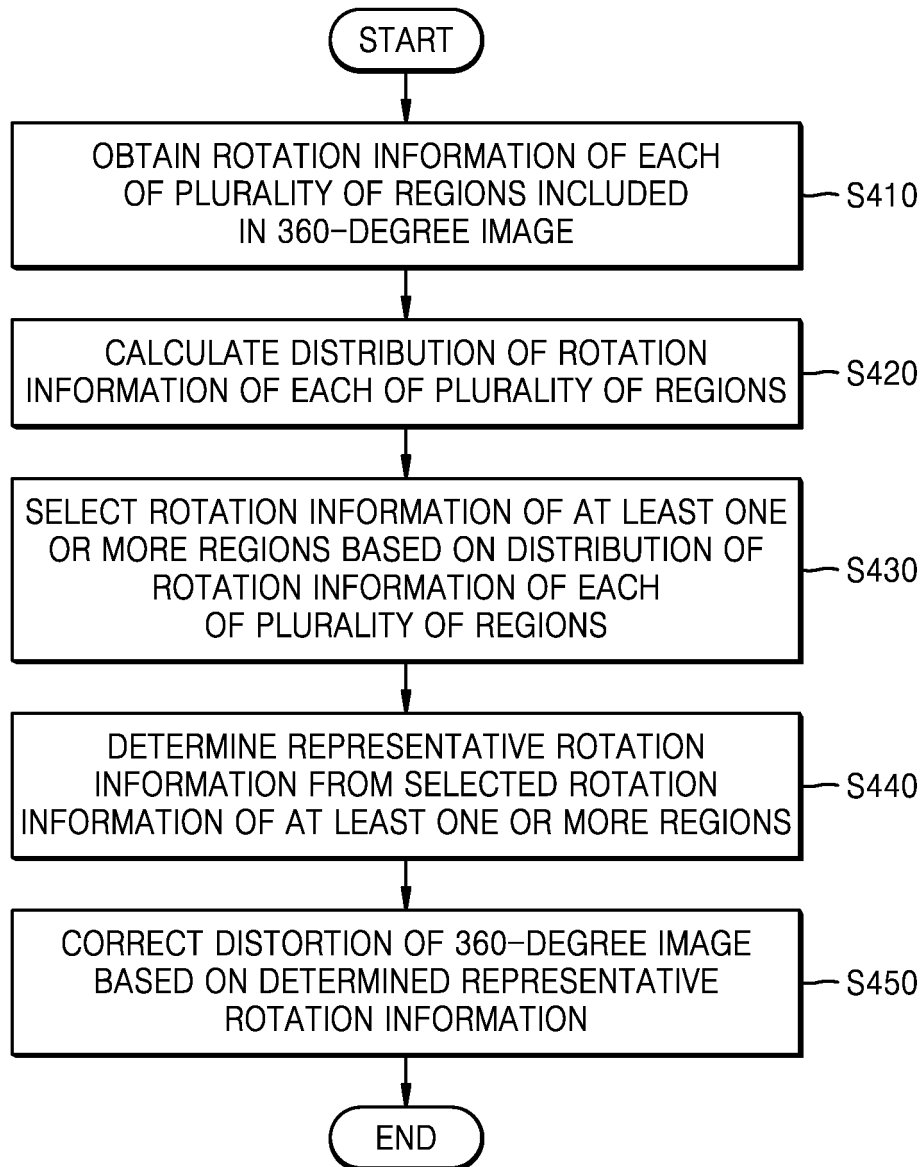 START
OBTAIN ROTATION INFORMATION OF EACH
OF PLURALITY OF REGIONS INCLUDED
IN 360-DEGREE IMAGE
S410
CALCULATE DISTRIBUTION OF ROTATION
INFORMATION OF EACH OF PLURALITY OF REGIONS
S420
SELECT ROTATION INFORMATION OF AT LEAST ONE
OR MORE REGIONS BASED ON DISTRIBUTION OF
ROTATION INFORMATION OF EACH
OF PLURALITY OF REGIONS
S430
DETERMINE REPRESENTATIVE ROTATION
INFORMATION FROM SELECTED ROTATION
INFORMATION OF AT LEAST ONE OR MORE REGIONS
S440
CORRECT DISTORTION OF 360-DEGREE IMAGE
BASED ON DETERMINED REPRESENTATIVE
ROTATION INFORMATION
S450
END